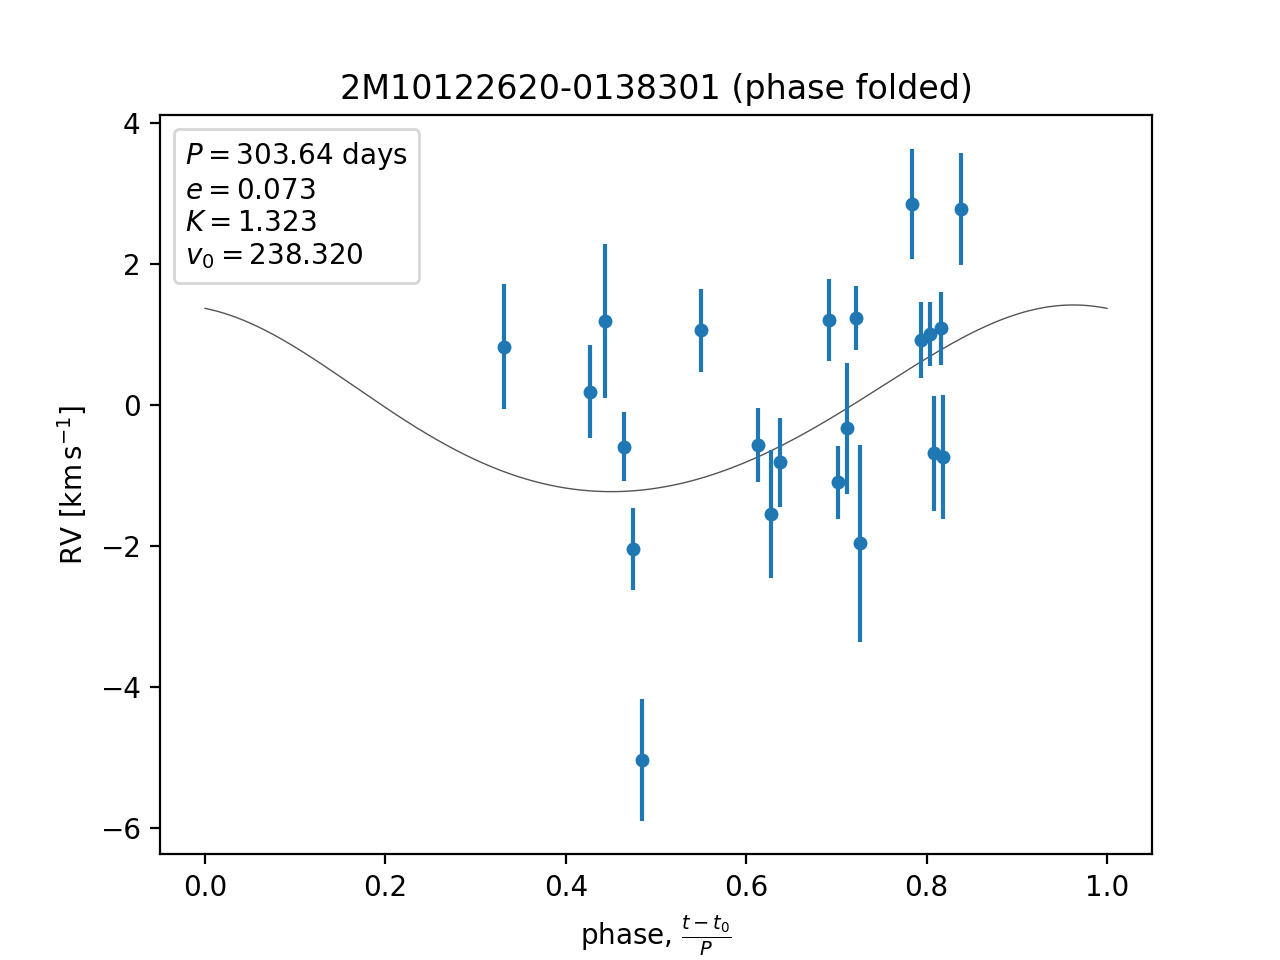 2M10122620-0138301 (phase folded)
P = 303.64 days
e = 0.073
K = 1.323
v₀ = 238.320
4
2
0
−2
−4
−6
RV [km s⁻¹]
0.0 0.2 0.4 0.6 0.8 1.0
phase, (t − t₀)/P